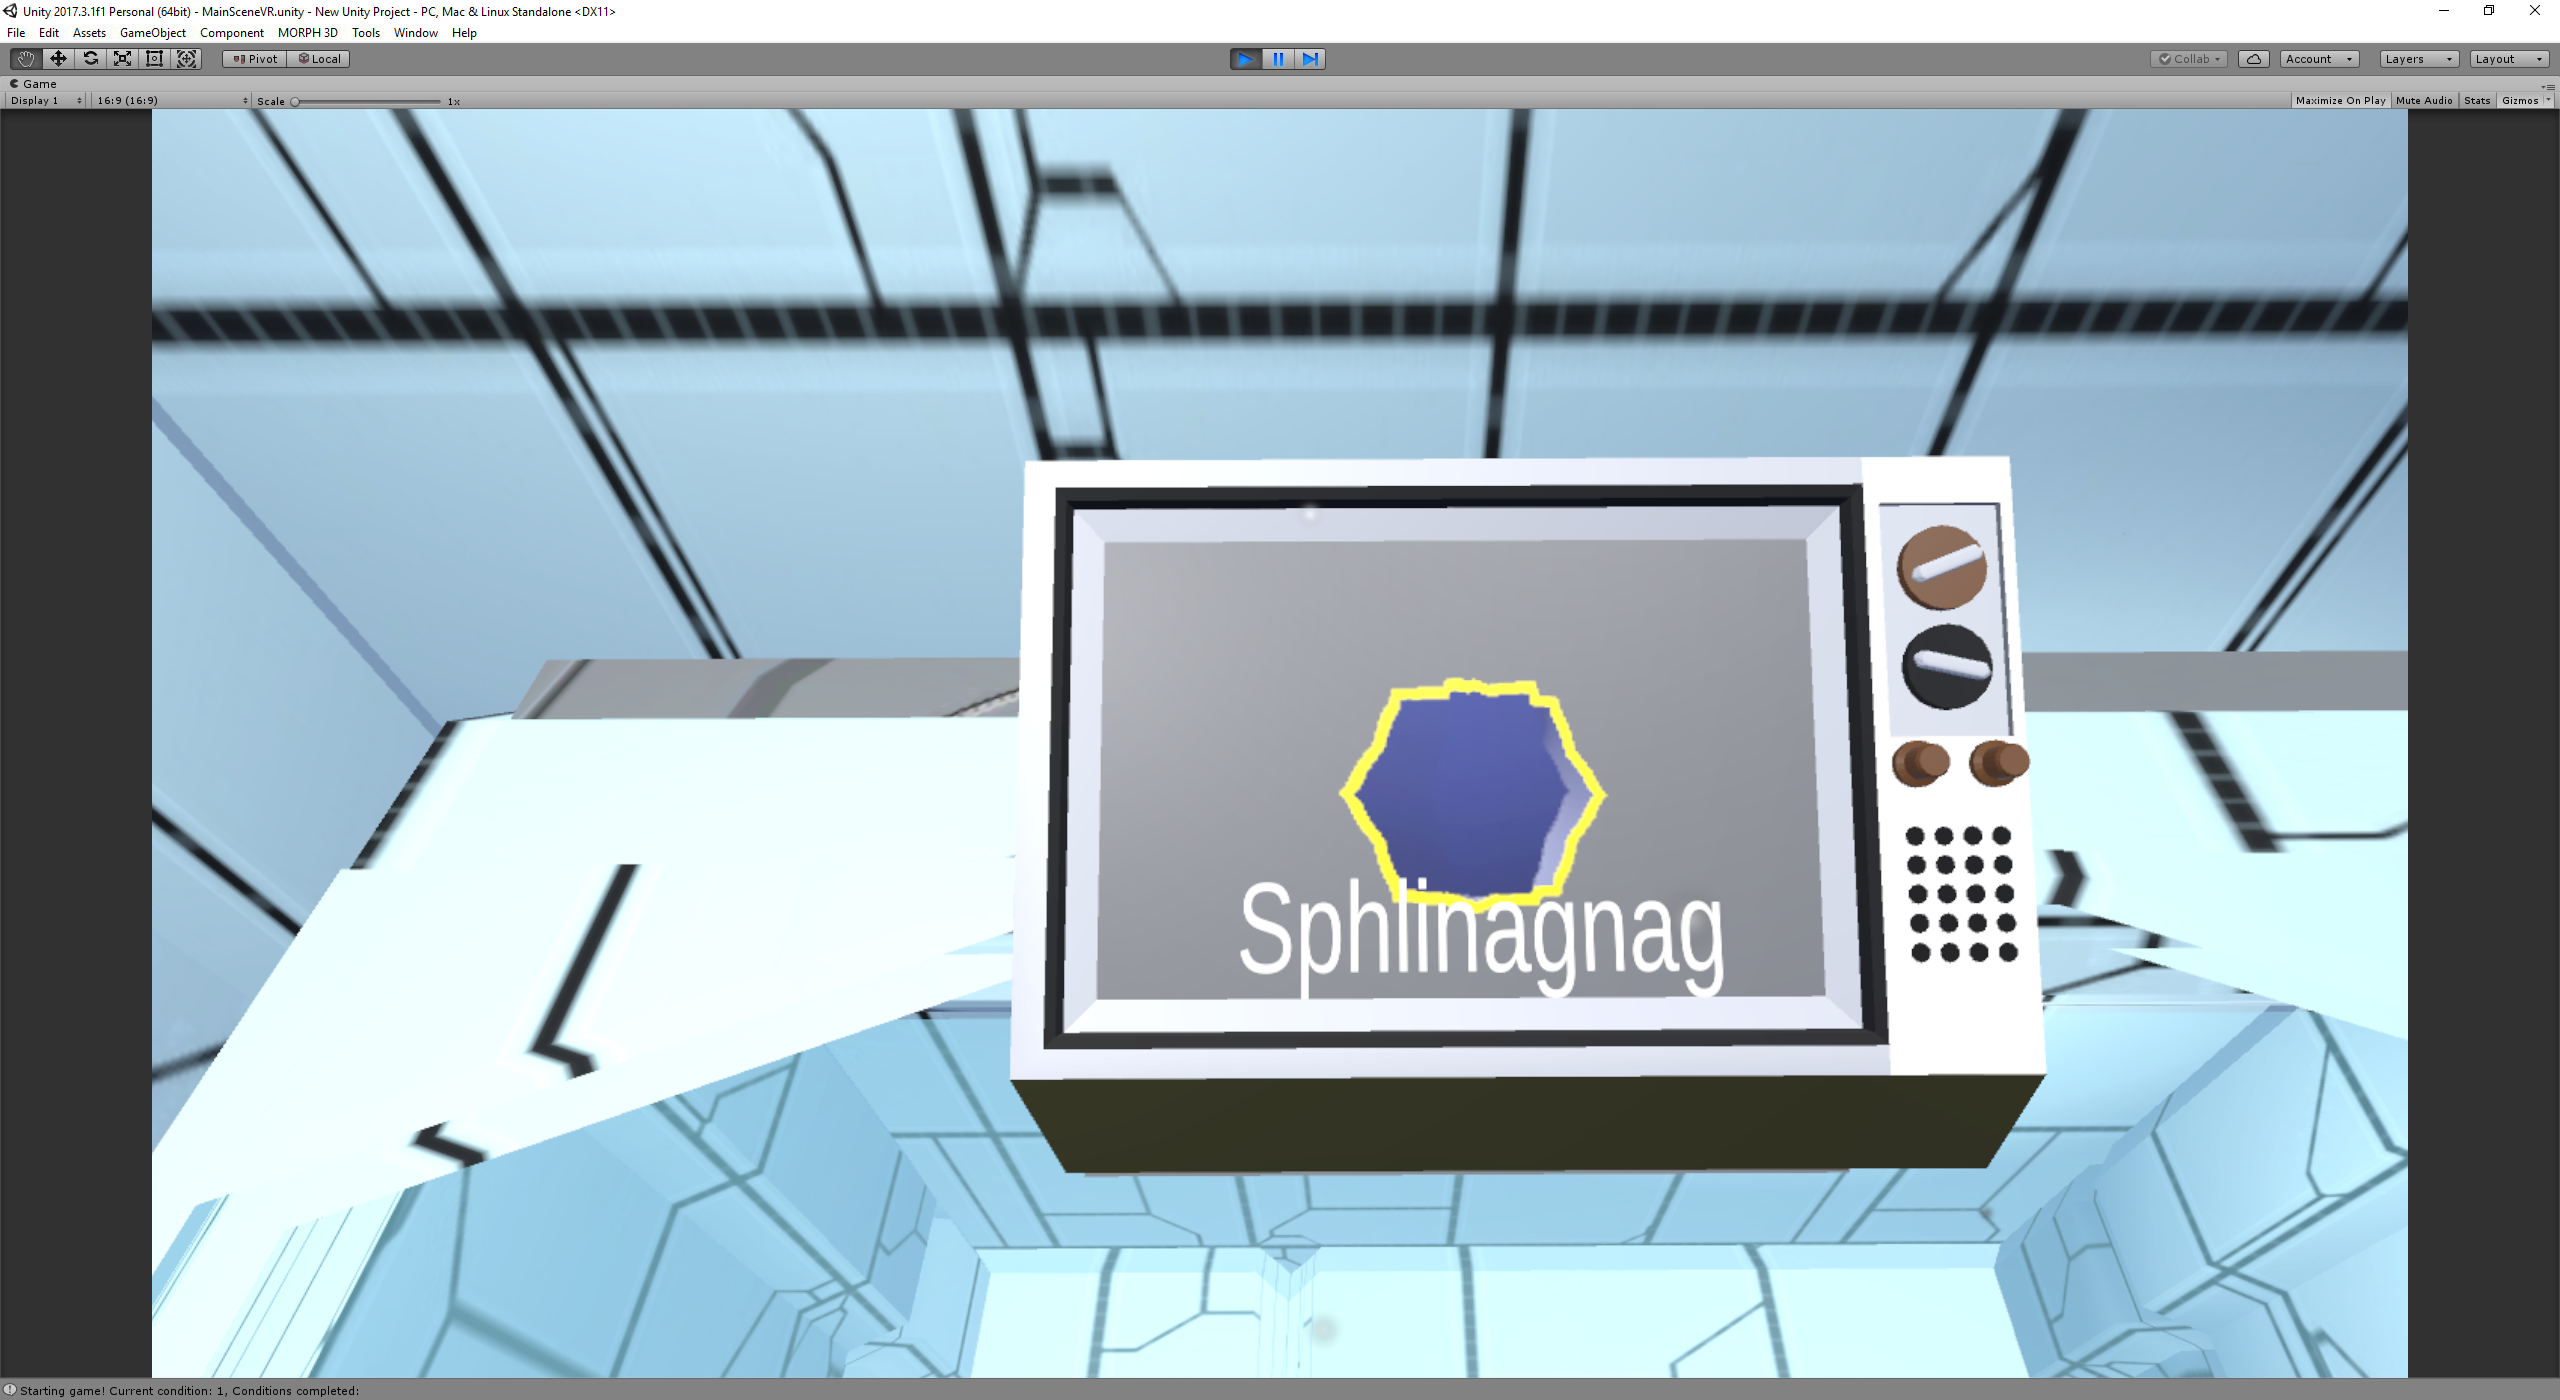 Unity 2017.3.1f1 Personal (64bit) - MainSceneVR.unity - New Unity Project - PC, Mac & Linux Standalone <DX11>
File Edit Assets GameObject Component MORPH 3D Tools Window Help
Pivot Local Collab Account Layers Layout
Game
Display 1 16:9 (16:9) Scale 1x Maximize On Play Mute Audio Stats Gizmos
Sphlinagnag
Starting game! Current condition: 1, Conditions completed: